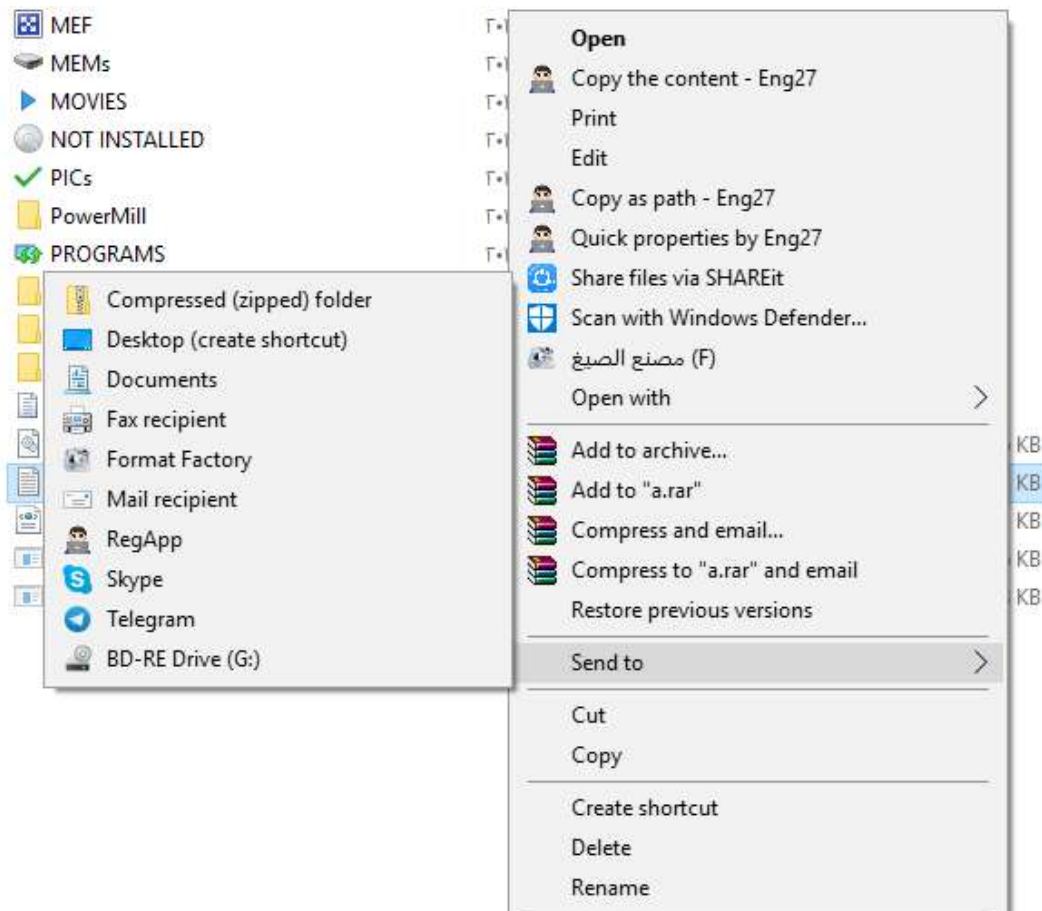 MEF
MEMs
MOVIES
NOT INSTALLED
PICs
PowerMill
PROGRAMS
Open
Copy the content - Eng27
Print
Edit
Copy as path - Eng27
Quick properties by Eng27
Share files via SHAREit
Scan with Windows Defender...
(F) مصنع الصيغ
Open with
Add to archive...
Add to "a.rar"
Compress and email...
Compress to "a.rar" and email
Restore previous versions
Send to
Cut
Copy
Create shortcut
Delete
Rename
Compressed (zipped) folder
Desktop (create shortcut)
Documents
Fax recipient
Format Factory
Mail recipient
RegApp
Skype
Telegram
BD-RE Drive (G:)
KB
KB
KB
KB
KB